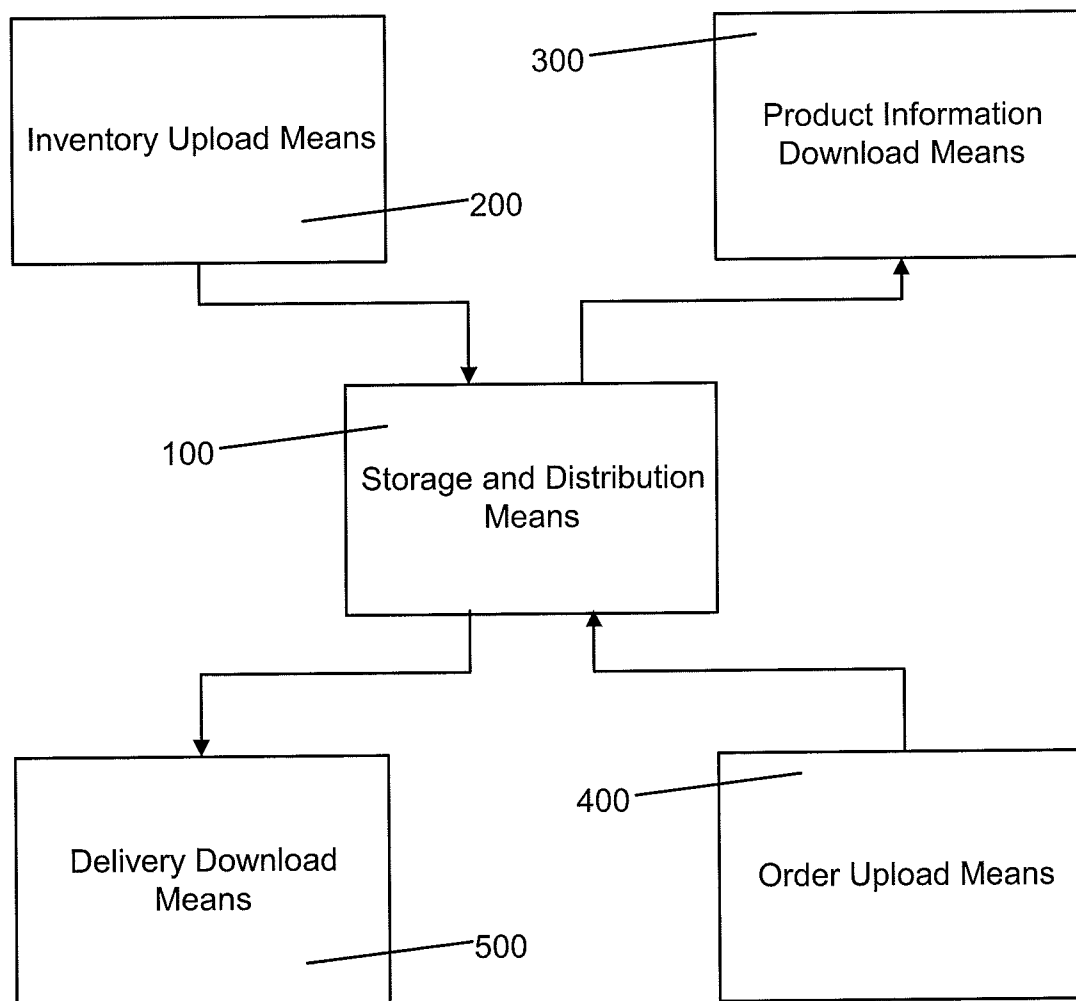 Inventory Upload Means
200
300
Product Information
Download Means
100
Storage and Distribution
Means
Delivery Download
Means
500
400
Order Upload Means